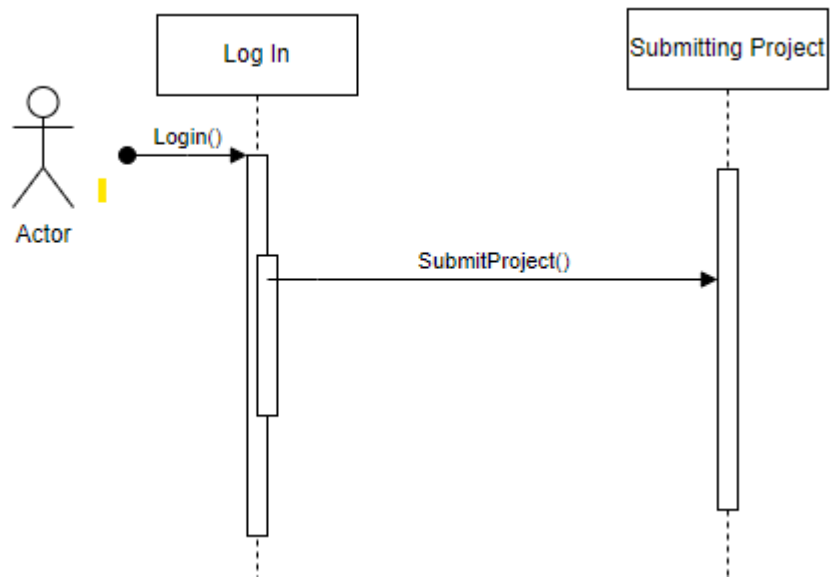 Log In
Submitting Project
Login()
Actor
SubmitProject()